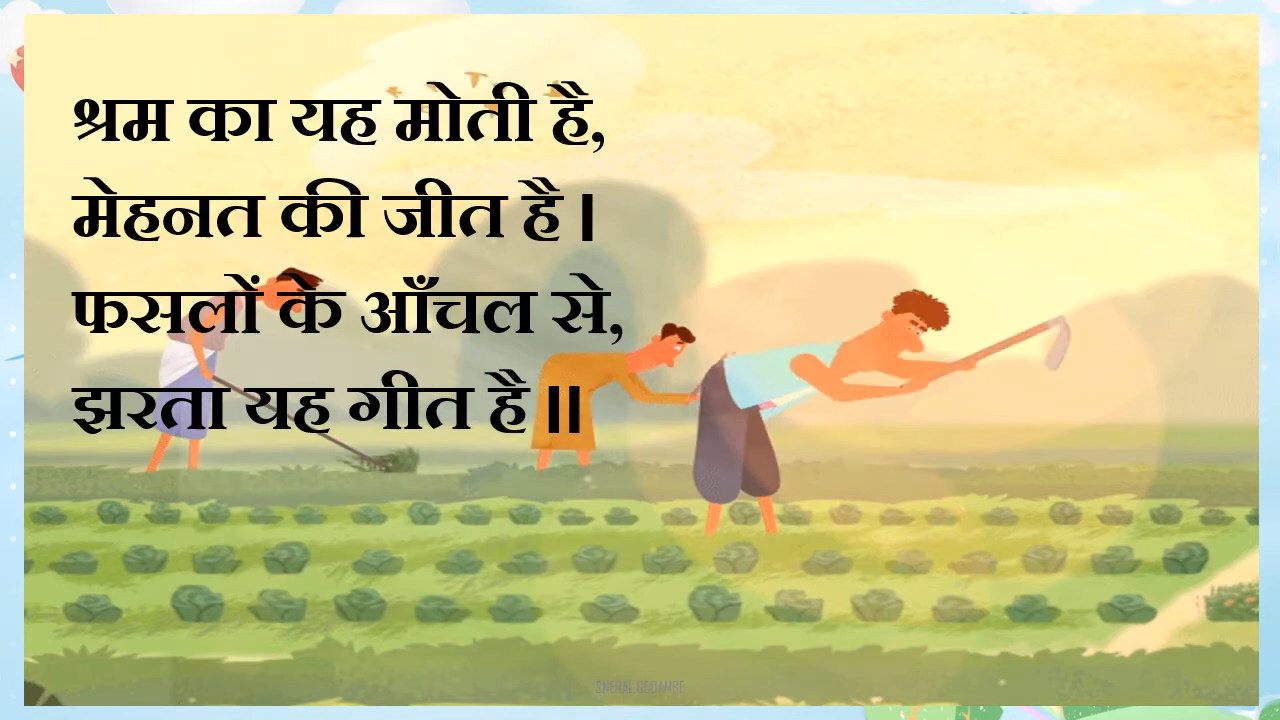 श्रम का यह मोती है,
मेहनत की जीत है ।
फसलों के आँचल से,
झरता यह गीत है ॥